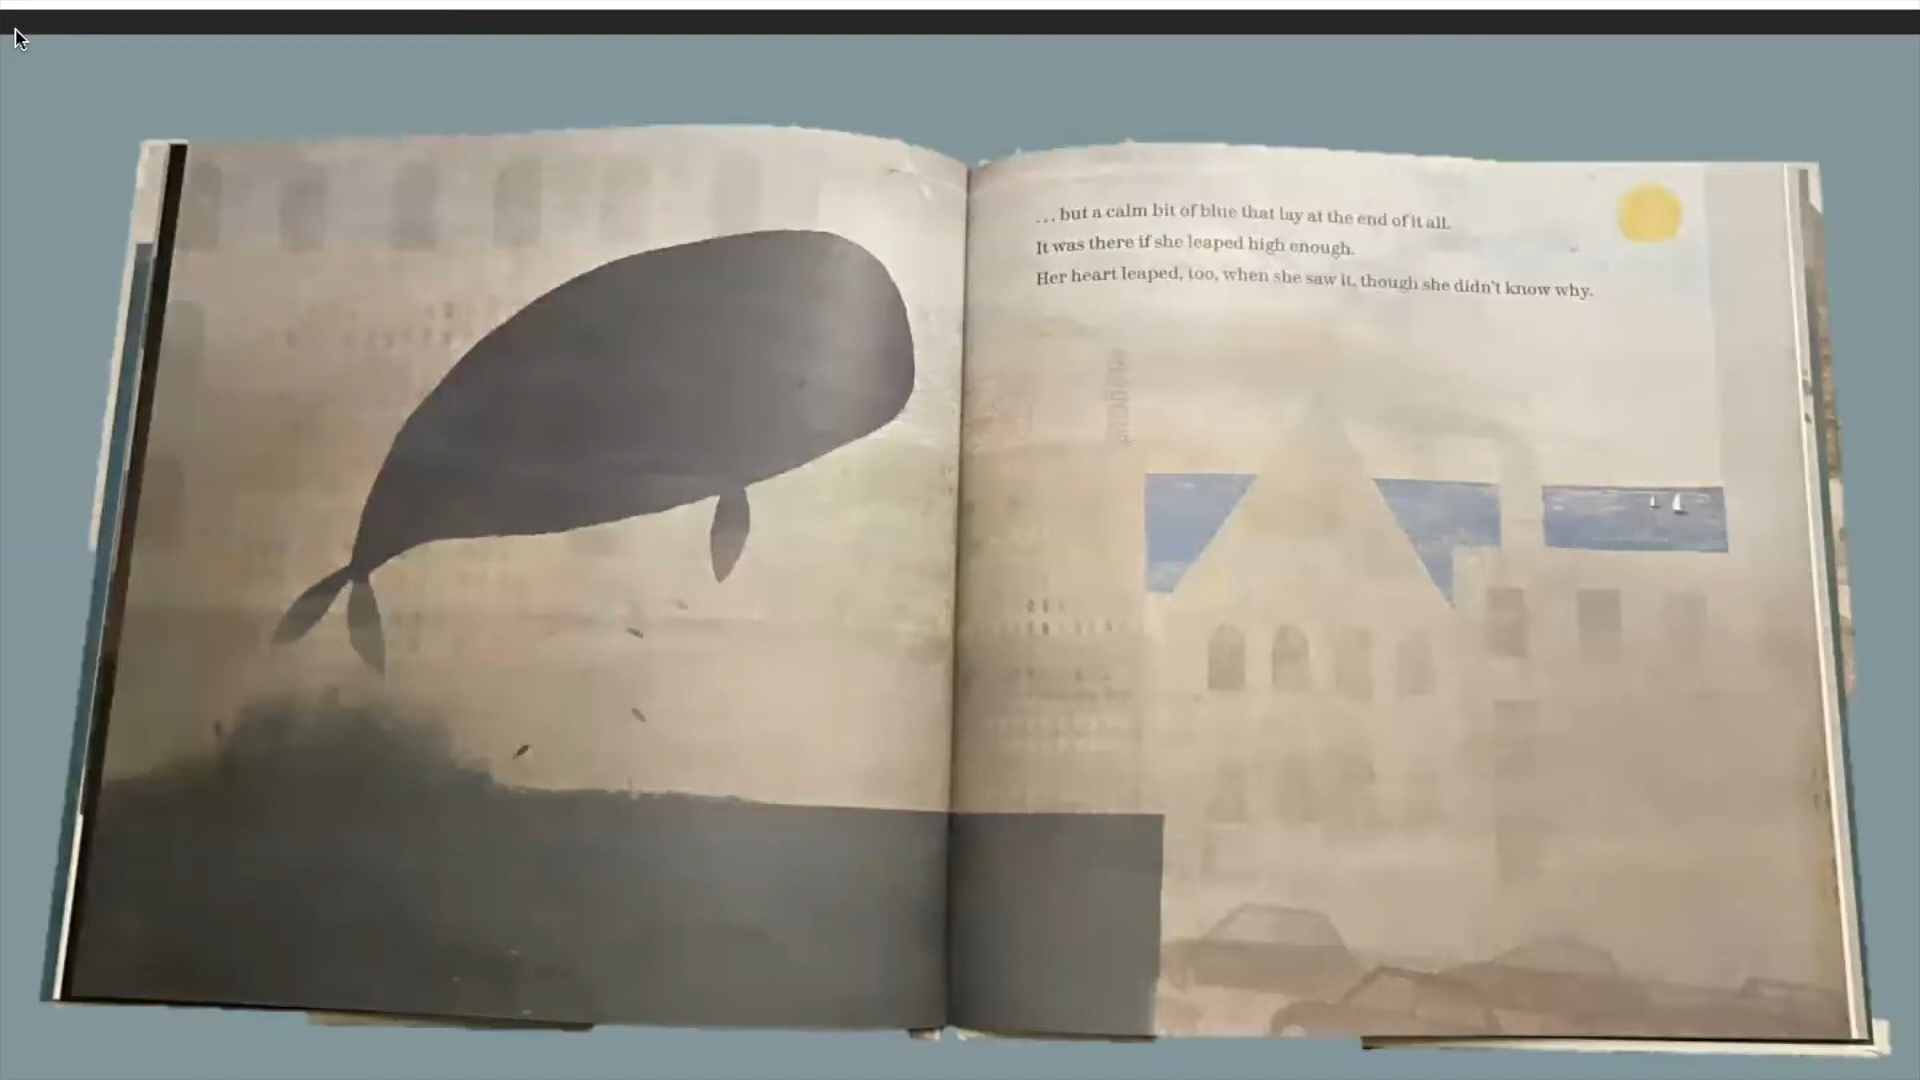 ...but a calm bit of blue that lay at the end of it all.
It was there if she leaped high enough.
Her heart leaped, too, when she saw it, though she didn't know why.